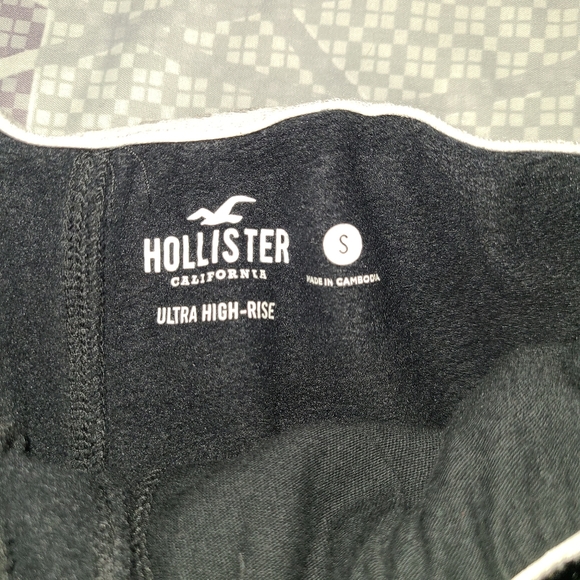 HOLLISTER
CALIFORNIA
ULTRA HIGH-RISE
S
MADE IN CAMBODIA